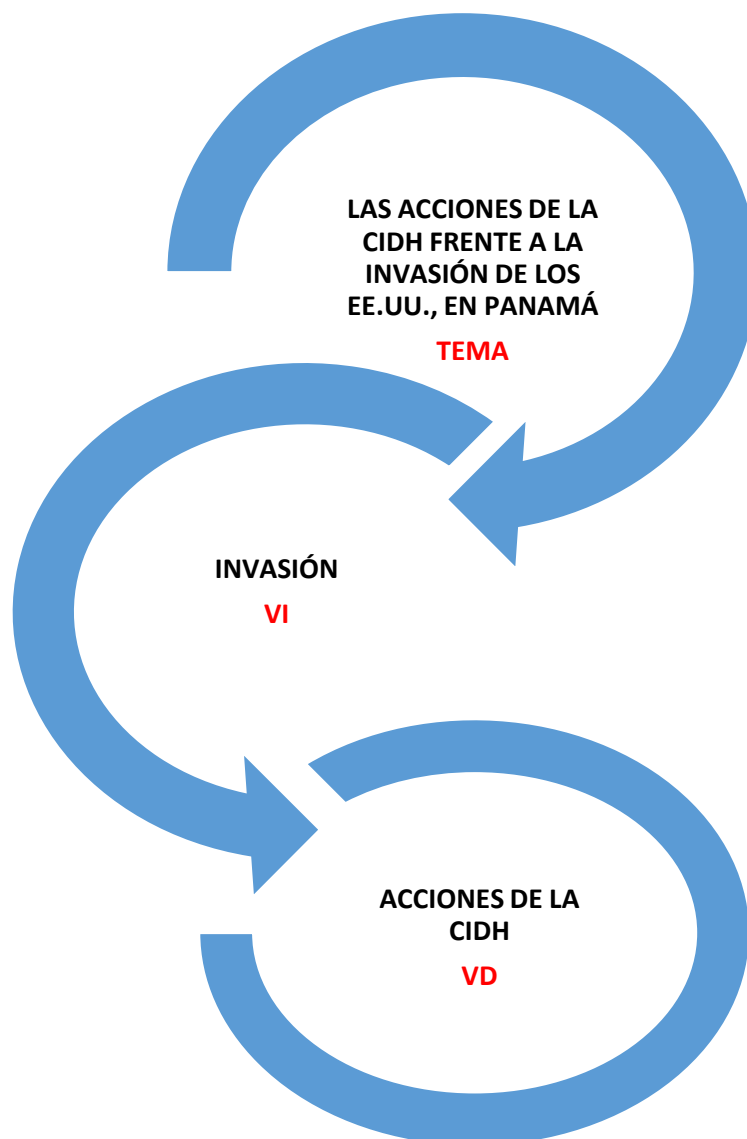 LAS ACCIONES DE LA
CIDH FRENTE A LA
INVASIÓN DE LOS
EE.UU., EN PANAMÁ
TEMA
INVASIÓN
VI
ACCIONES DE LA
CIDH
VD